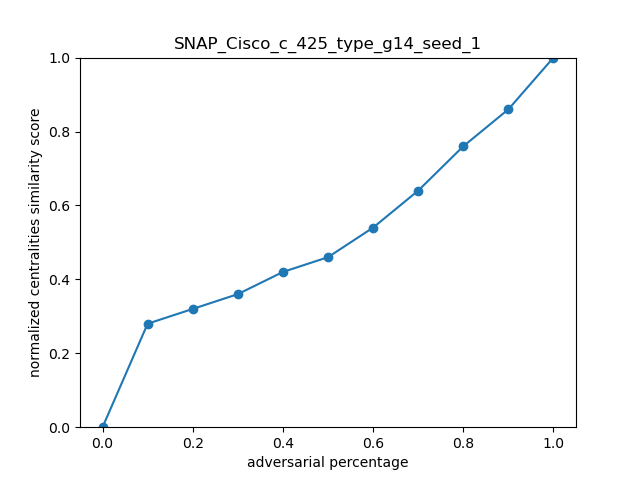 SNAP_Cisco_c_425_type_g14_seed_1
normalized centralities similarity score
1.0
0.8
0.6
0.4
0.2
0.0
0.0 0.2 0.4 0.6 0.8 1.0
adversarial percentage